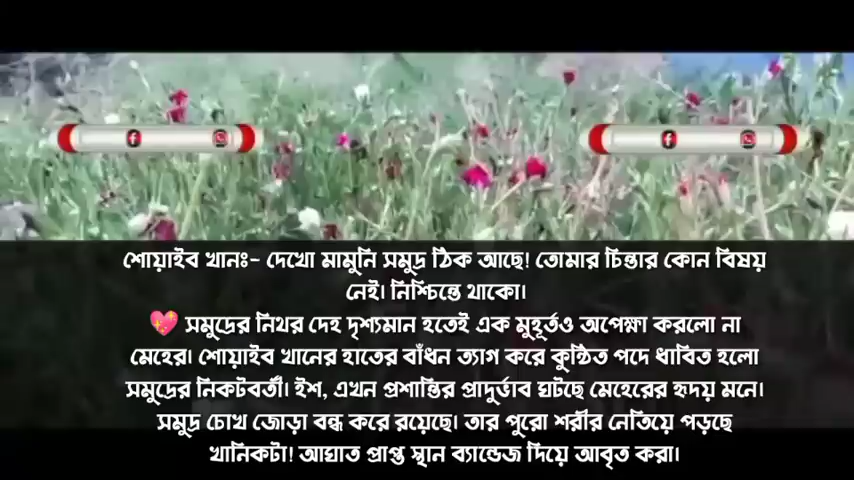 শোয়াইব খানঃ- দেখো মামুনি সমুদ্র ঠিক আছে! তোমার চিন্তার কোন বিষয়
নেই। নিশ্চিন্তে থাকো।
💖 সমুদ্রের নিথর দেহ দৃশ্যমান হতেই এক মুহূর্তও অপেক্ষা করলো না
মেহের। শোয়াইব খানের হাতের বাঁধন ত্যাগ করে কুন্ঠিত পদে ধাবিত হলো
সমুদ্রের নিকটবর্তী। ইশ, এখন প্রশান্তির প্রাদুর্ভাব ঘটছে মেহেরের হৃদয় মনে।
সমুদ্র চোখ জোড়া বন্ধ করে রয়েছে। তার পুরো শরীর নেতিয়ে পড়ছে
খানিকটা! আঘাত প্রাপ্ত স্থান ব্যান্ডেজ দিয়ে আবৃত করা।